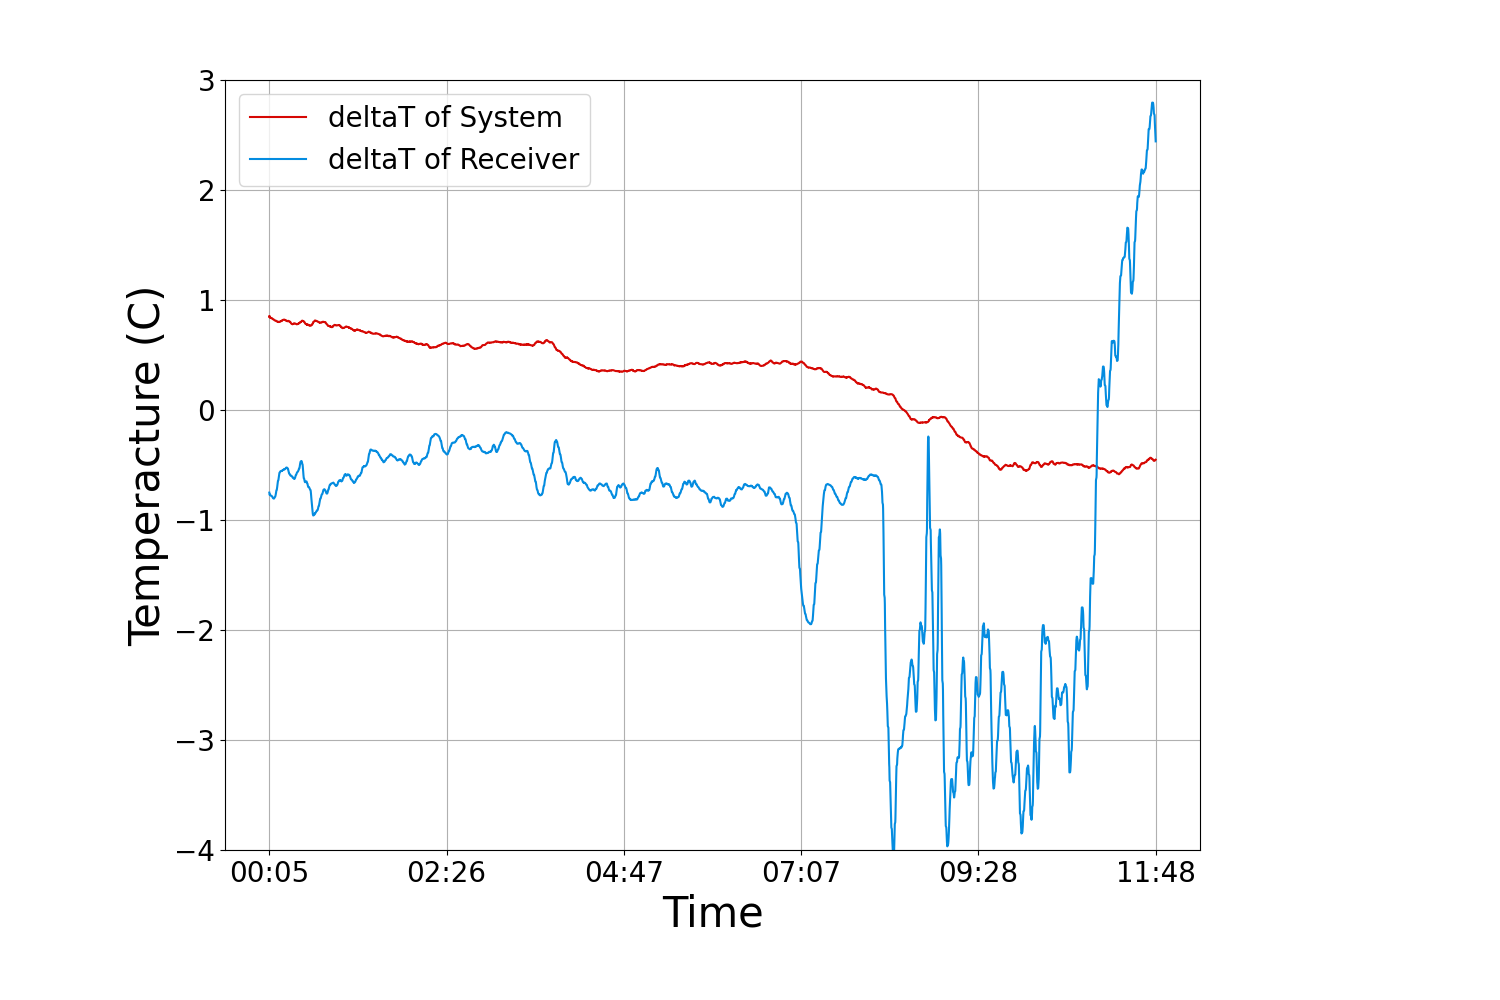 deltaT of System
deltaT of Receiver
Temperacture (C)
3
2
1
0
−1
−2
−3
−4
00:05 02:26 04:47 07:07 09:28 11:48
Time